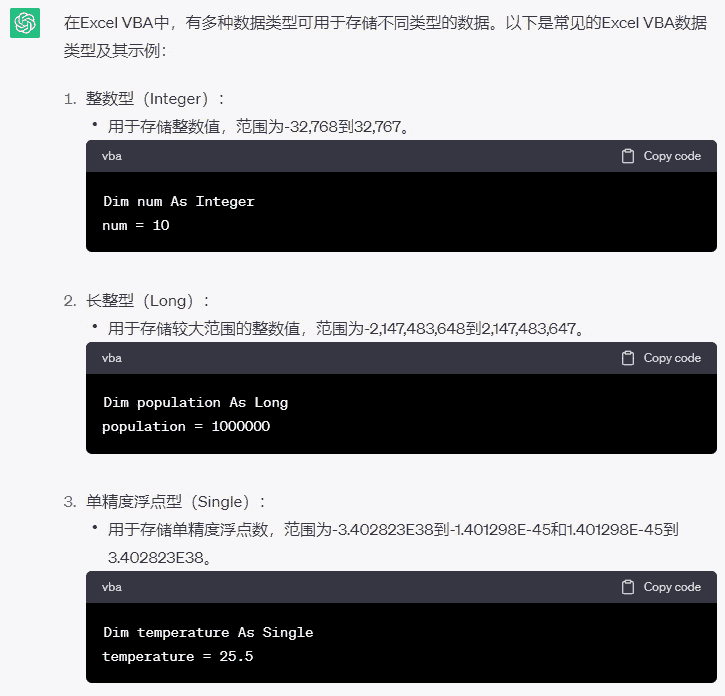 在Excel VBA中，有多种数据类型可用于存储不同类型的数据。以下是常见的Excel VBA数据
类型及其示例：
1. 整数型（Integer）：
• 用于存储整数值，范围为-32,768到32,767。
vba Copy code
Dim num As Integer
num = 10
2. 长整型（Long）：
• 用于存储较大范围的整数值，范围为-2,147,483,648到2,147,483,647。
vba Copy code
Dim population As Long
population = 1000000
3. 单精度浮点型（Single）：
• 用于存储单精度浮点数，范围为-3.402823E38到-1.401298E-45和1.401298E-45到
3.402823E38。
vba Copy code
Dim temperature As Single
temperature = 25.5